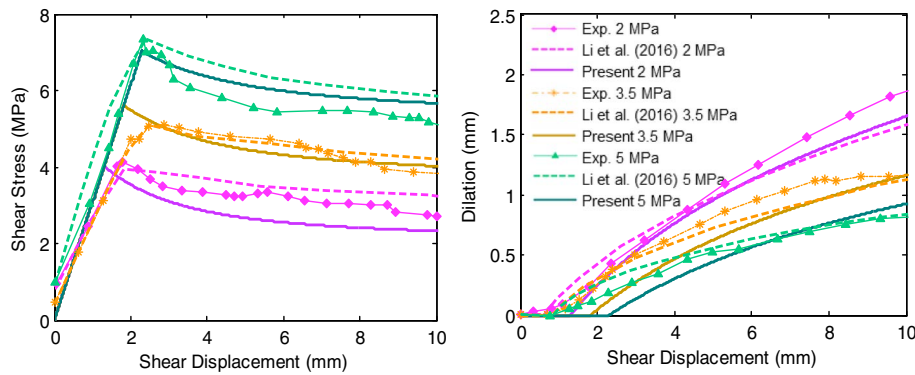 8
6
4
2
0
0
2
4
6
8
10
Shear Stress (MPa)
Shear Displacement (mm)
2.5
2
1.5
1
0.5
0
0
2
4
6
8
10
Dilation (mm)
Shear Displacement (mm)
Exp. 2 MPa
Li et al. (2016) 2 MPa
Present 2 MPa
Exp. 3.5 MPa
Li et al. (2016) 3.5 MPa
Present 3.5 MPa
Exp. 5 MPa
Li et al. (2016) 5 MPa
Present 5 MPa